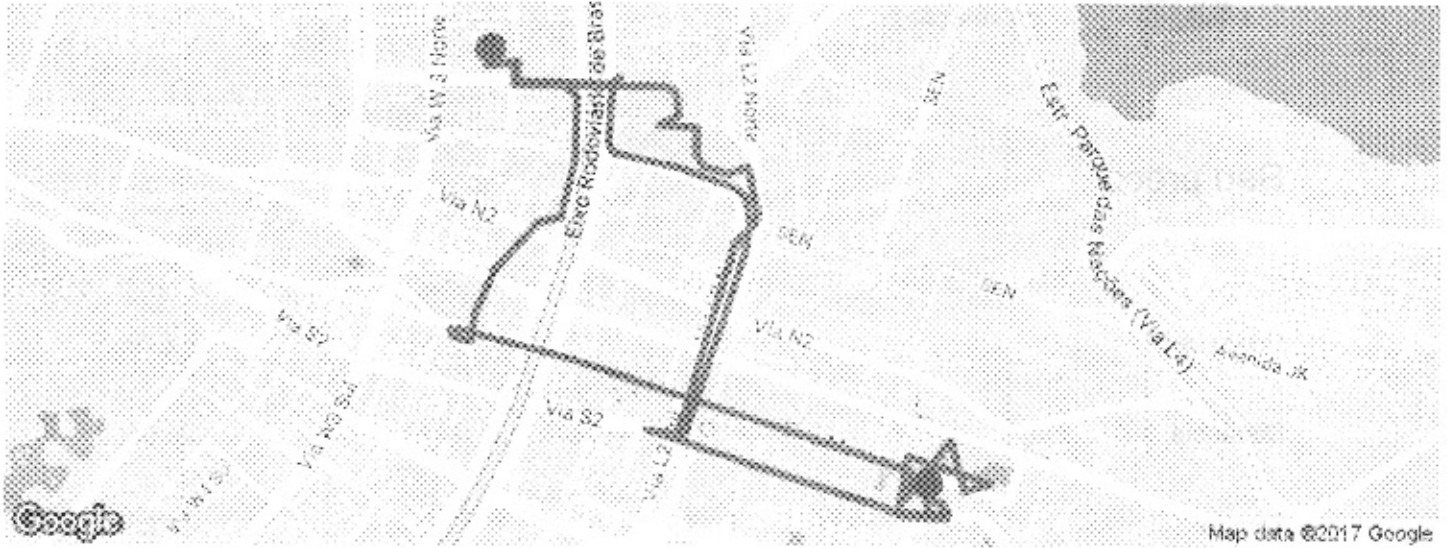 Via W 3 Norte
Eixo Rodoviário de Bras
Via L2 Norte
SEN
Estr. Parque das Nações (Via L4)
Via N2
SEN
SEN
Via S2
Via N2
Avenida JK
Via S2
Via W3 Sul
Via L2
Google
Map data ©2017 Google